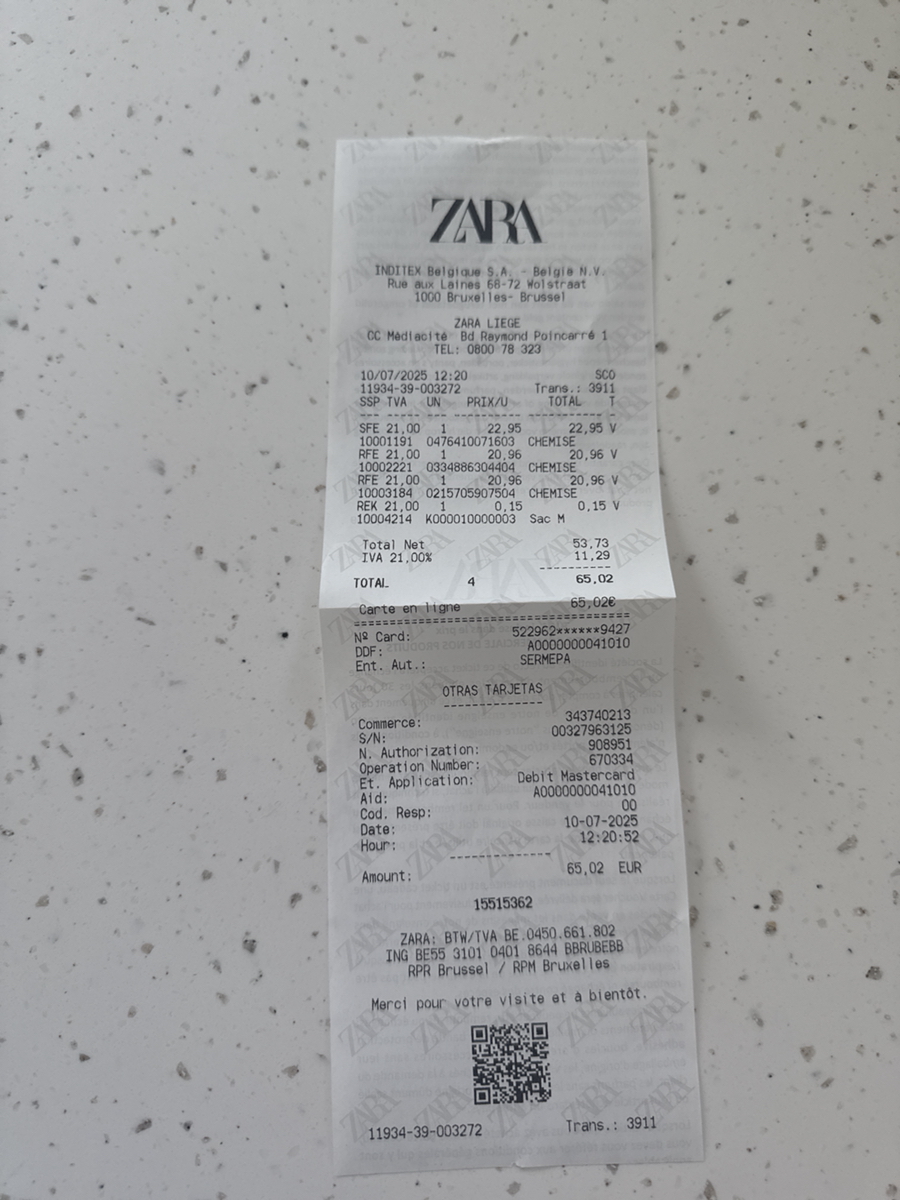 ZARA
INDITEX Belgique S.A. - Belgie N.V.
Rue aux Laines 68-72 Wolstraat
1000 Bruxelles- Brussel
ZARA LIEGE
CC Médiacité Bd Raymond Poincarré 1
TEL: 0800 78 323
10/07/2025 12:20 SCO
11934-39-003272 Trans.: 3911
SSP TVA UN PRIX/U TOTAL T
--- ----- --- ---------- ---------- -
SFE 21,00 1 22,95 22,95 V
10001191 0476410071603 CHEMISE
RFE 21,00 1 20,96 20,96 V
10002221 0334886304404 CHEMISE
RFE 21,00 1 20,96 20,96 V
10003184 0215705907504 CHEMISE
REK 21,00 1 0,15 0,15 V
10004214 K000010000003 Sac M
Total Net 53,73
IVA 21,00% 11,29
----------
TOTAL 4 65,02
Carte en ligne 65,02€
======================================
Nº Card: 522962******9427
DDF: A0000000041010
Ent. Aut.: SERMEPA
OTRAS TARJETAS
-------------
Commerce: 343740213
S/N: 00327963125
N. Authorization: 908951
Operation Number: 670334
Et. Application: Debit Mastercard
Aid: A0000000041010
Cod. Resp: 00
Date: 10-07-2025
Hour: 12:20:52
-------------
Amount: 65,02 EUR
15515362
ZARA: BTW/TVA BE.0450.661.802
ING BE55 3101 0401 8644 BBRUBEBB
RPR Brussel / RPM Bruxelles
Merci pour votre visite et à bientôt.
11934-39-003272 Trans.: 3911